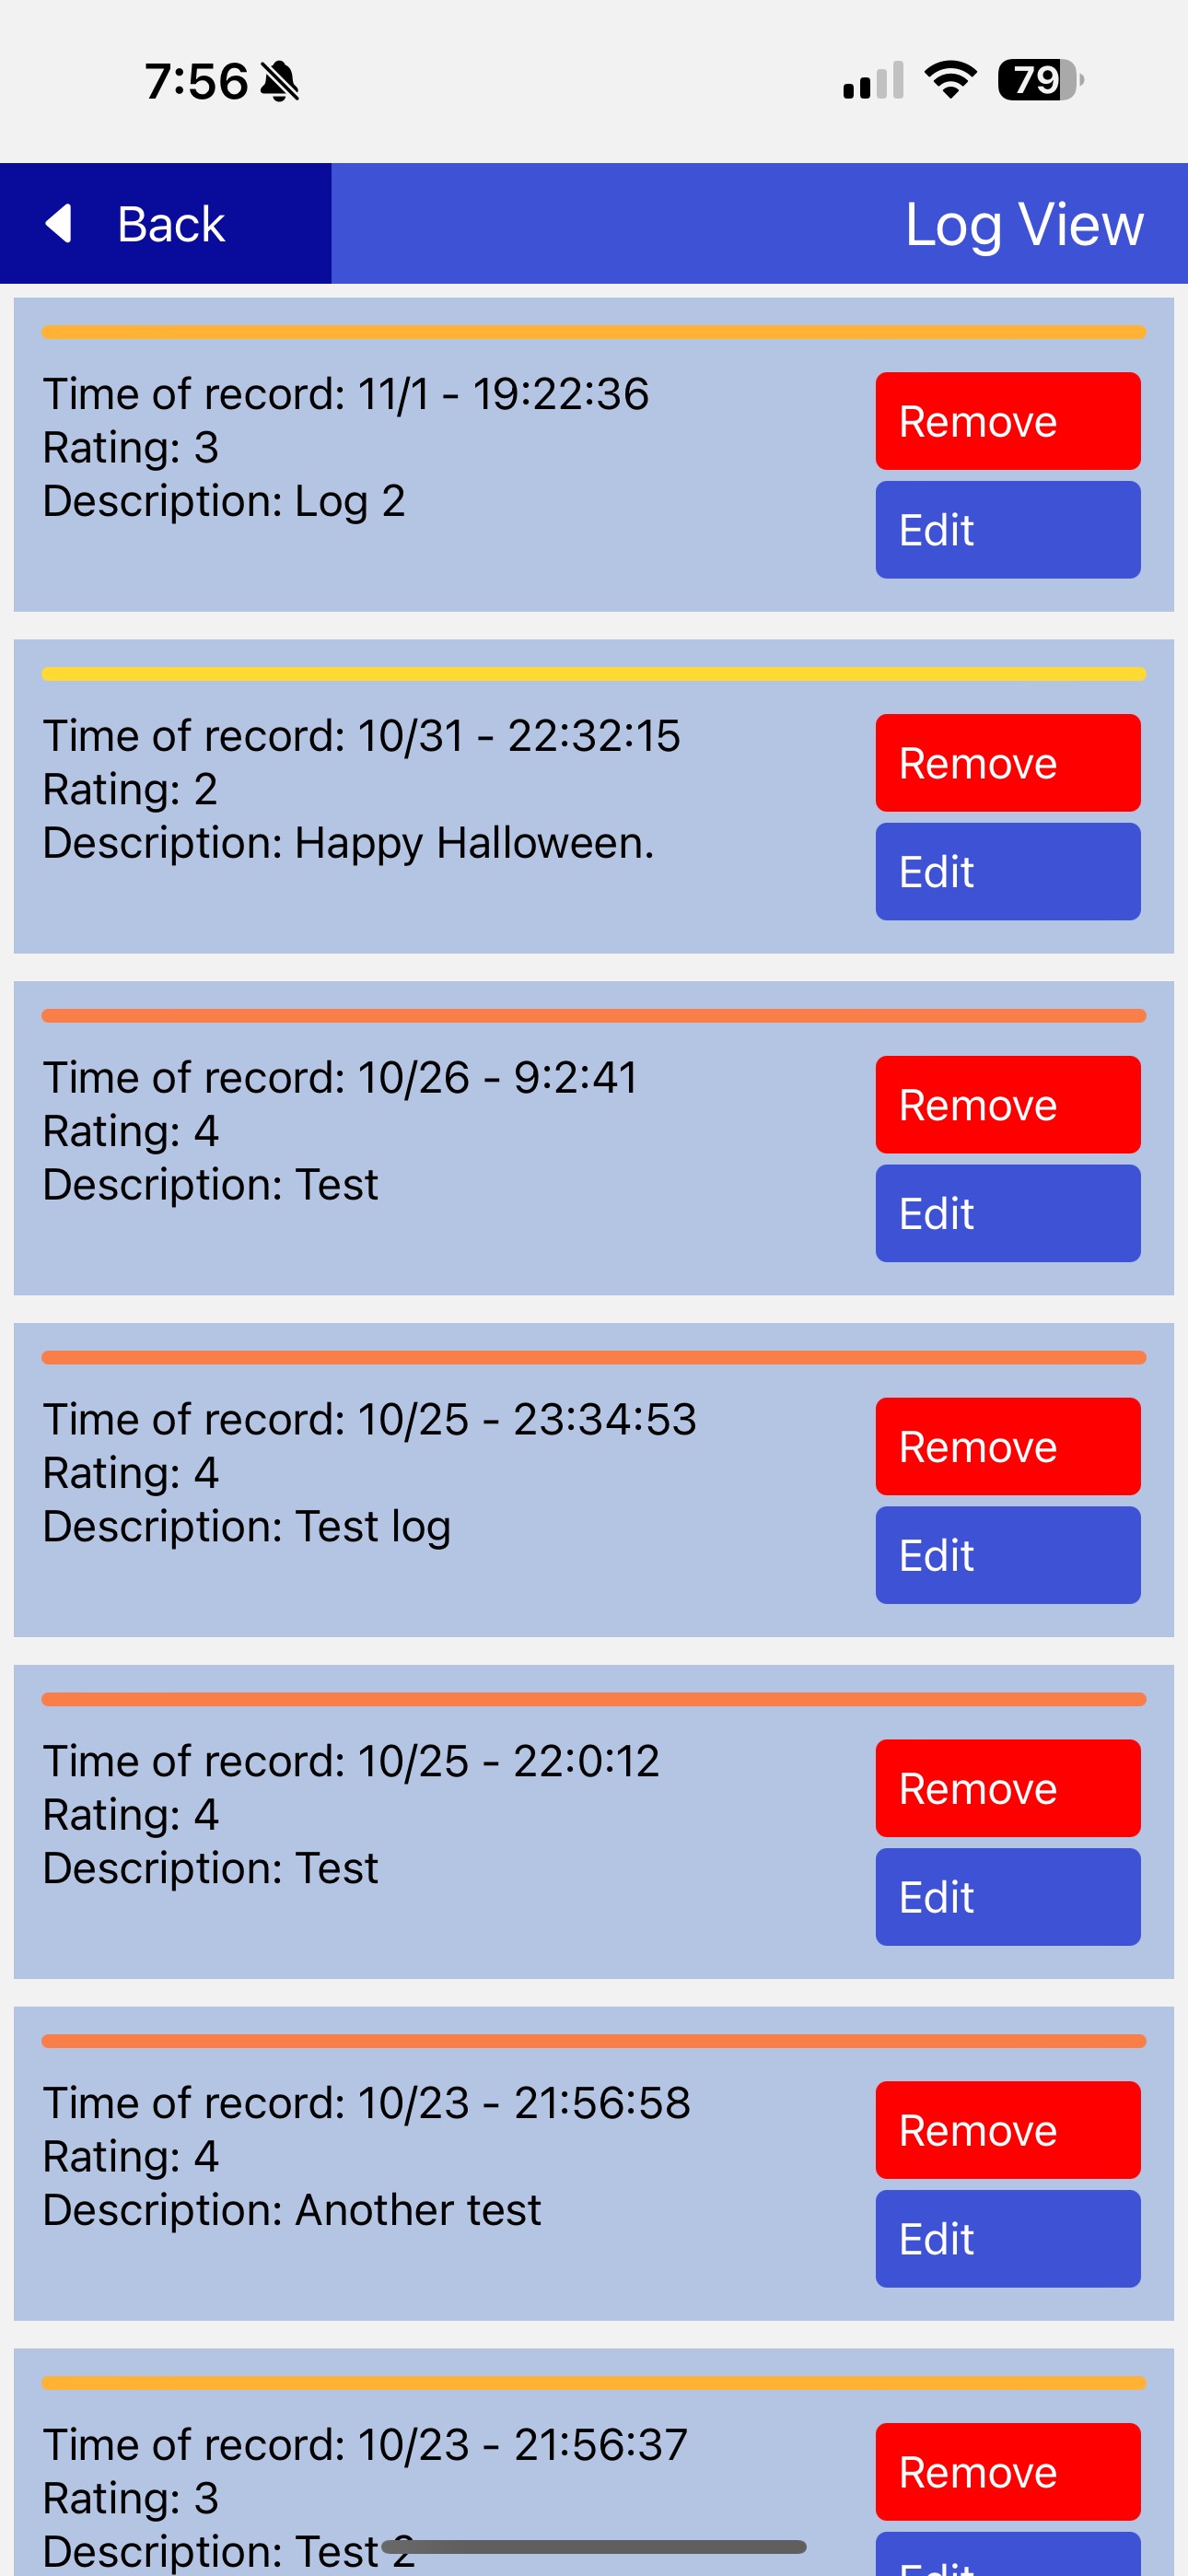 7:56
79
Back
Log View
Time of record: 11/1 - 19:22:36
Rating: 3
Description: Log 2
Remove
Edit
Time of record: 10/31 - 22:32:15
Rating: 2
Description: Happy Halloween.
Remove
Edit
Time of record: 10/26 - 9:2:41
Rating: 4
Description: Test
Remove
Edit
Time of record: 10/25 - 23:34:53
Rating: 4
Description: Test log
Remove
Edit
Time of record: 10/25 - 22:0:12
Rating: 4
Description: Test
Remove
Edit
Time of record: 10/23 - 21:56:58
Rating: 4
Description: Another test
Remove
Edit
Time of record: 10/23 - 21:56:37
Rating: 3
Description: Test 2
Remove
Edit